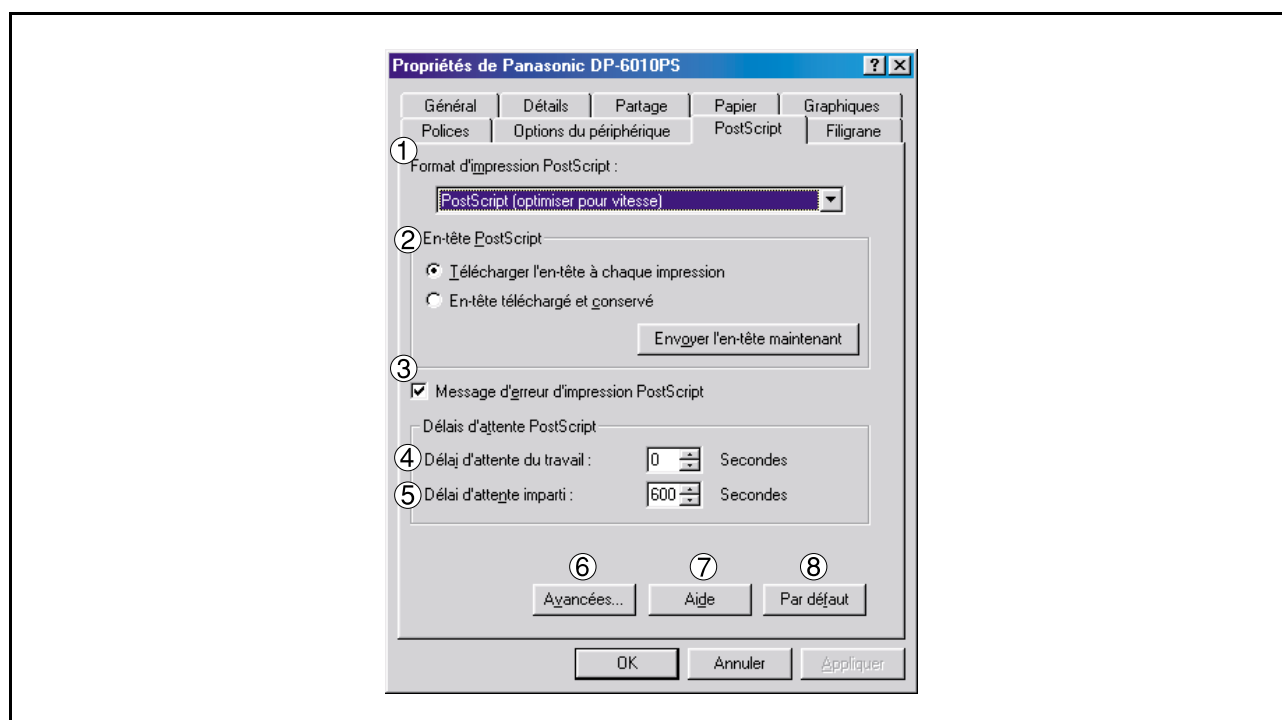 Propriétés de Panasonic DP-6010PS
Général Détails Partage Papier Graphiques
Polices Options du périphérique PostScript Filigrane
①
Format d'impression PostScript :
PostScript (optimiser pour vitesse)
② En-tête PostScript
Télécharger l'en-tête à chaque impression
En-tête téléchargé et conservé
Envoyer l'en-tête maintenant
③
Message d'erreur d'impression PostScript
Délais d'attente PostScript
④ Délai d'attente du travail : 0 Secondes
⑤ Délai d'attente imparti : 600 Secondes
⑥ ⑦ ⑧
Avancées... Aide Par défaut
OK Annuler Appliquer